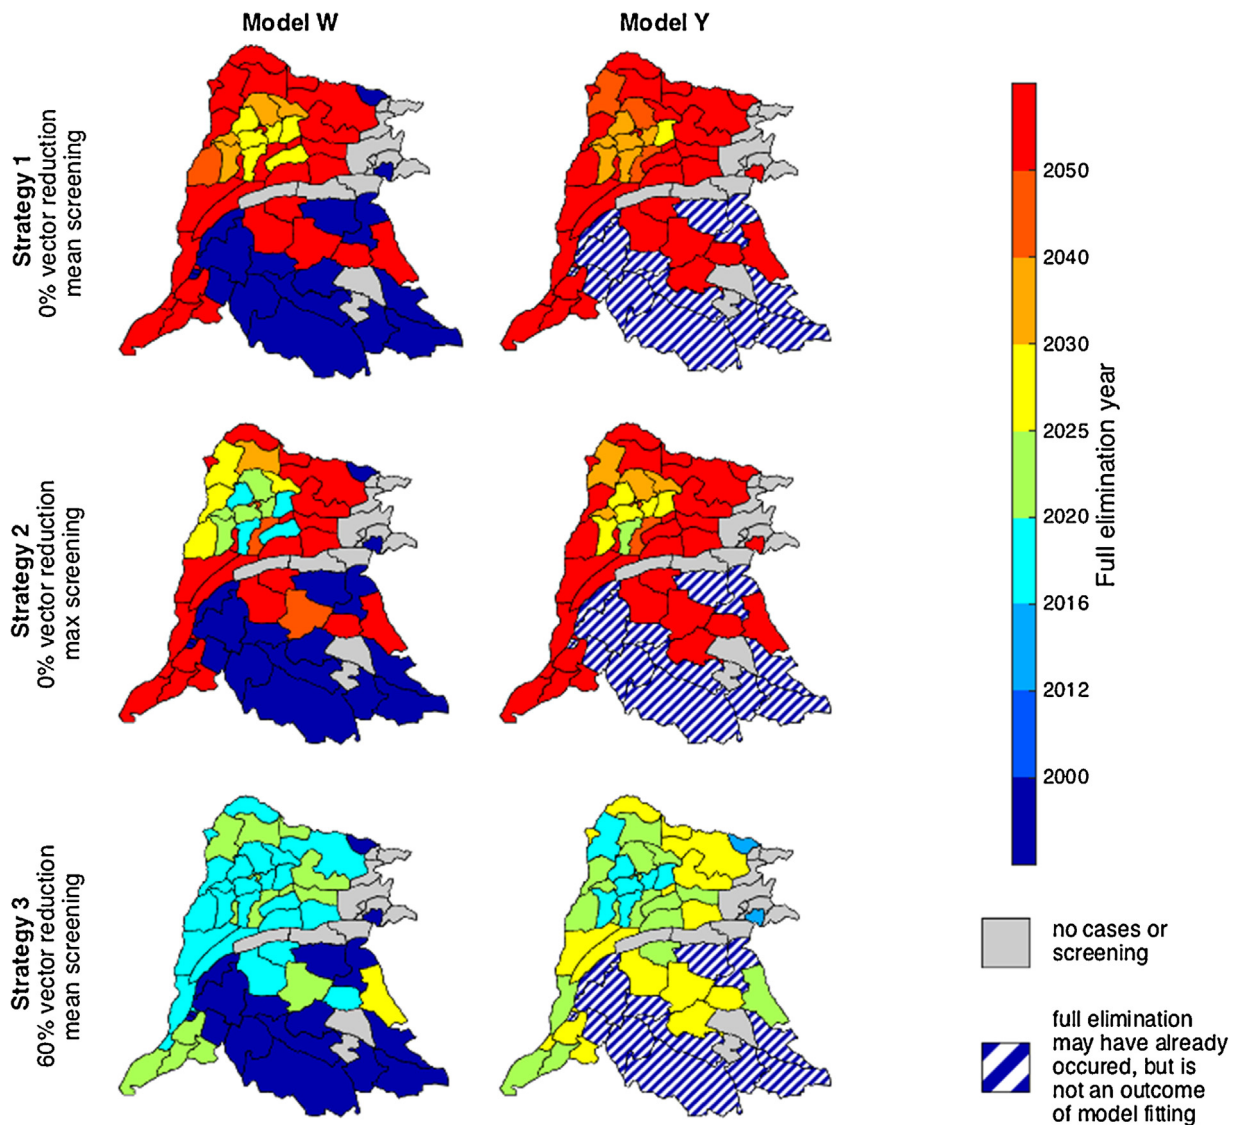 Model W
Model Y
Strategy 1
0% vector reduction
mean screening
Strategy 2
0% vector reduction
max screening
Strategy 3
60% vector reduction
mean screening
2050
2040
2030
2025
2020
2016
2012
2000
Full elimination year
no cases or
screening
full elimination
may have already
occured, but is
not an outcome
of model fitting